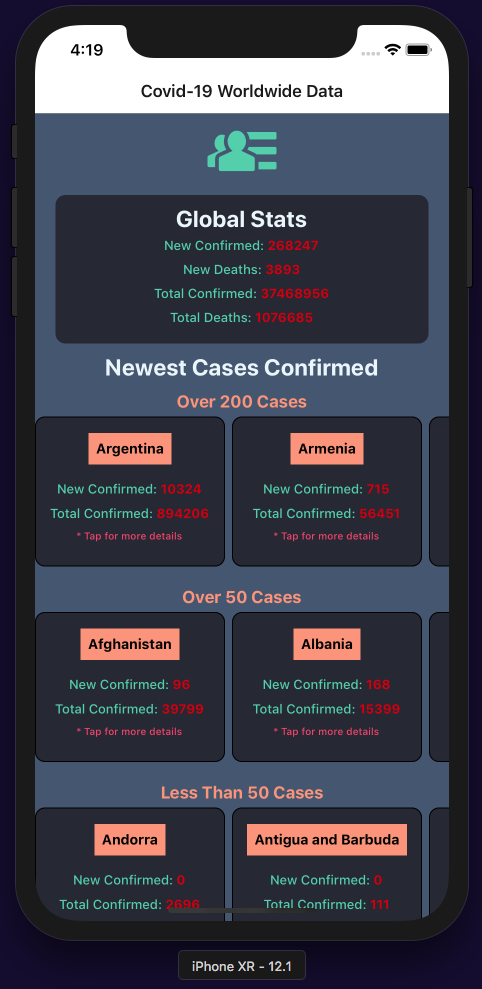 4:19
Covid-19 Worldwide Data
Global Stats
New Confirmed: 268247
New Deaths: 3893
Total Confirmed: 37468956
Total Deaths: 1076685
Newest Cases Confirmed
Over 200 Cases
Argentina
New Confirmed: 10324
Total Confirmed: 894206
* Tap for more details
Armenia
New Confirmed: 715
Total Confirmed: 56451
* Tap for more details
Over 50 Cases
Afghanistan
New Confirmed: 96
Total Confirmed: 39799
* Tap for more details
Albania
New Confirmed: 168
Total Confirmed: 15399
* Tap for more details
Less Than 50 Cases
Andorra
New Confirmed: 0
Total Confirmed: 2696
Antigua and Barbuda
New Confirmed: 0
Total Confirmed: 111
iPhone XR - 12.1